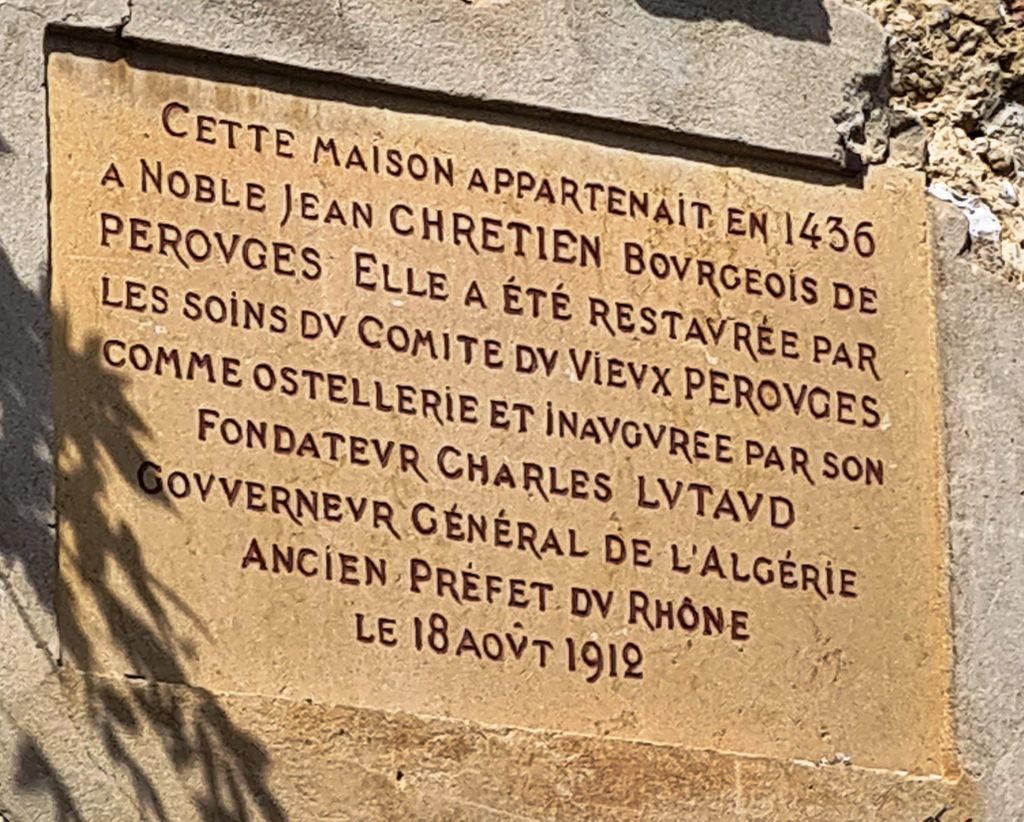 CETTE MAISON APPARTENAIT EN 1436
A NOBLE JEAN CHRETIEN BOVRGEOIS DE
PEROVGES ELLE A ÉTÉ RESTAVRÉE PAR
LES SOINS DV COMITE DV VIEVX PEROVGES
COMME OSTELLERIE ET INAVGVREE PAR SON
FONDATEVR CHARLES LVTAVD
GOVVERNEVR GÉNÉRAL DE L'ALGÉRIE
ANCIEN PRÉFET DV RHÔNE
LE 18 AOÛT 1912